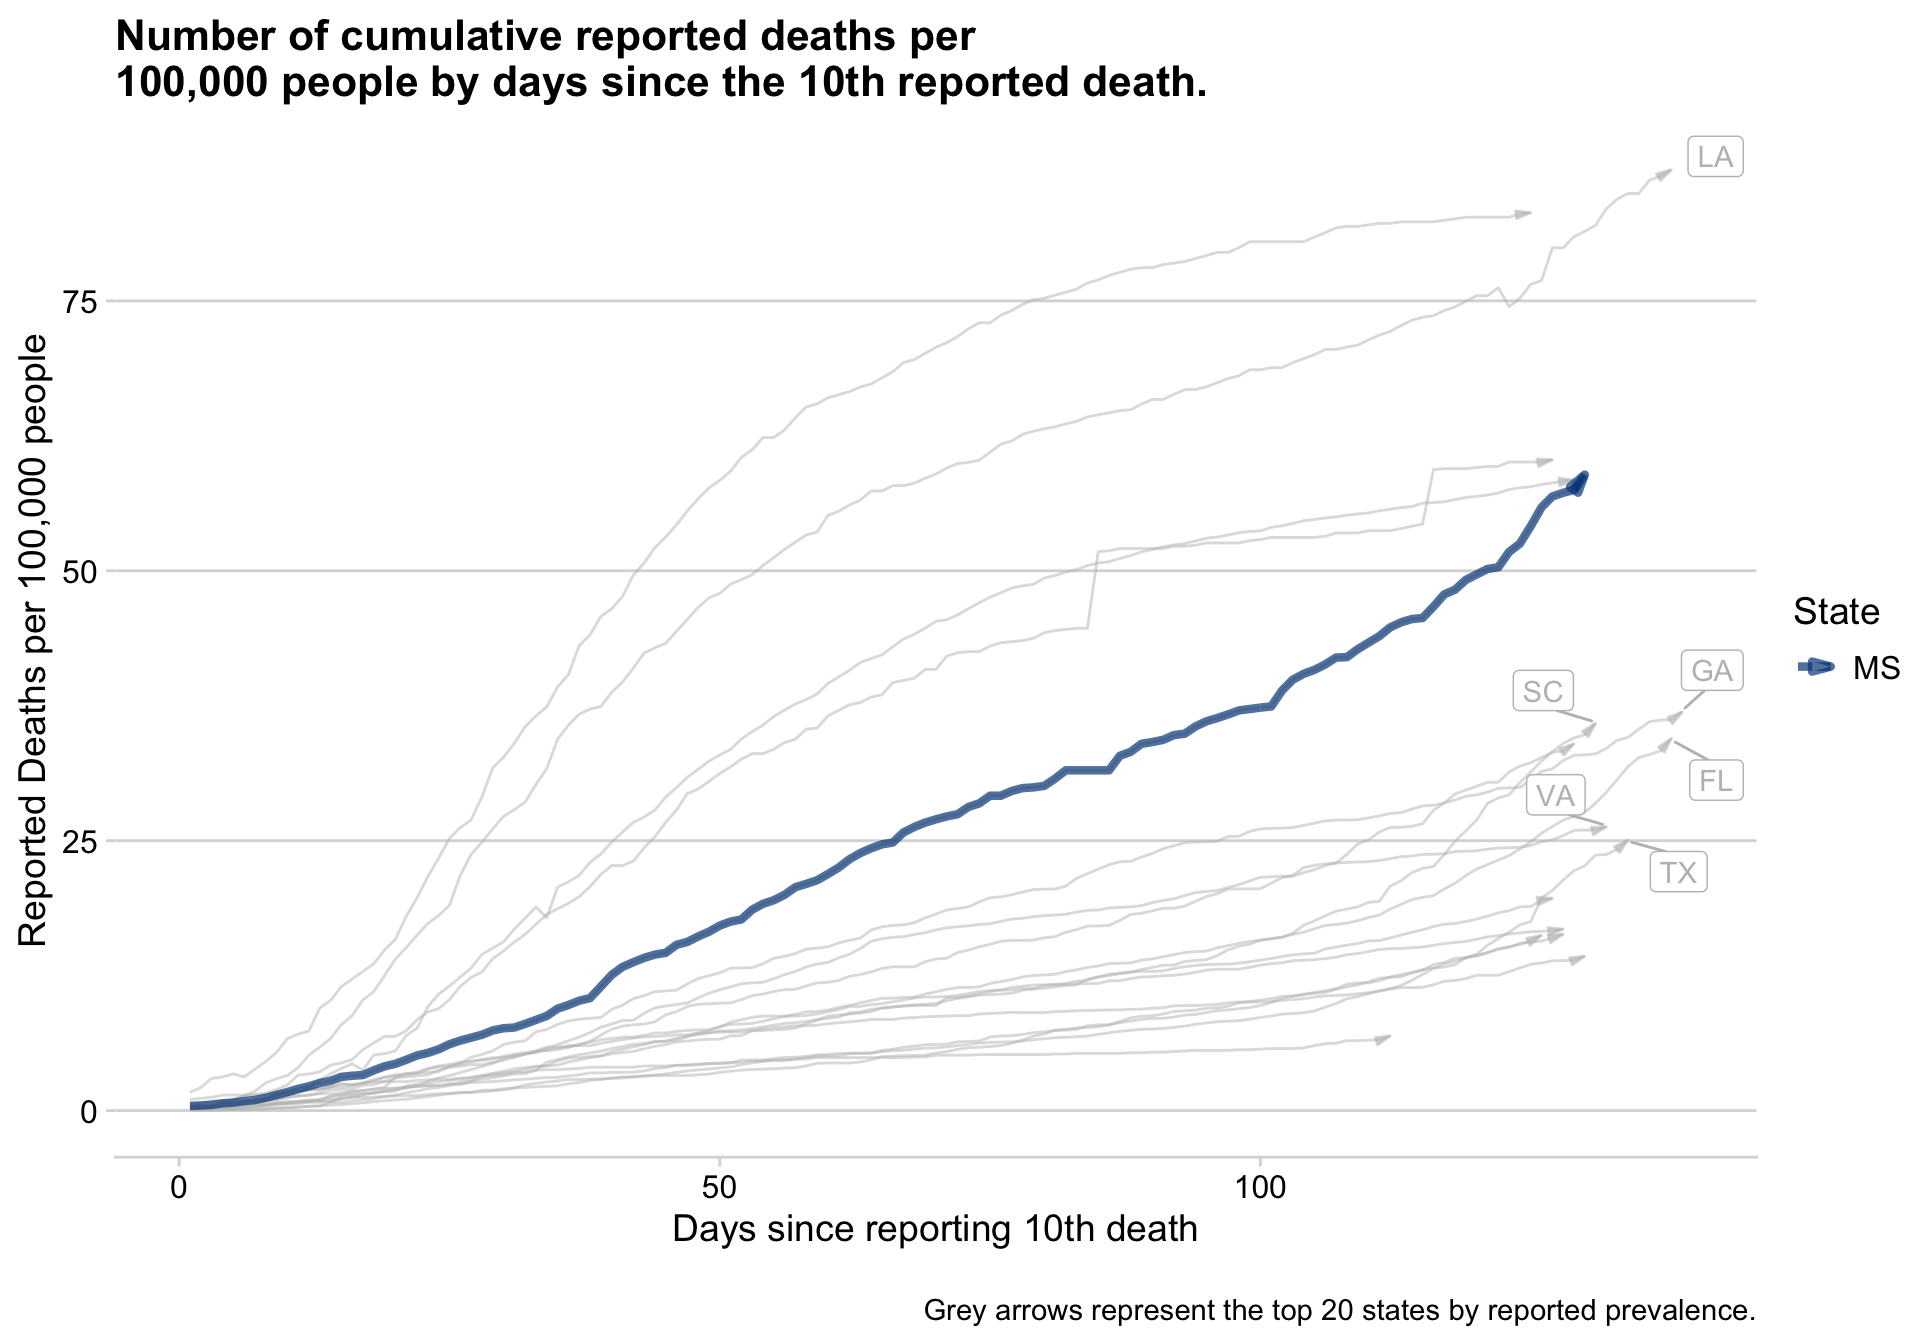 Number of cumulative reported deaths per
100,000 people by days since the 10th reported death.
LA
75
50
25
0
Reported Deaths per 100,000 people
SC
GA
VA
FL
TX
State
MS
0 50 100
Days since reporting 10th death
Grey arrows represent the top 20 states by reported prevalence.